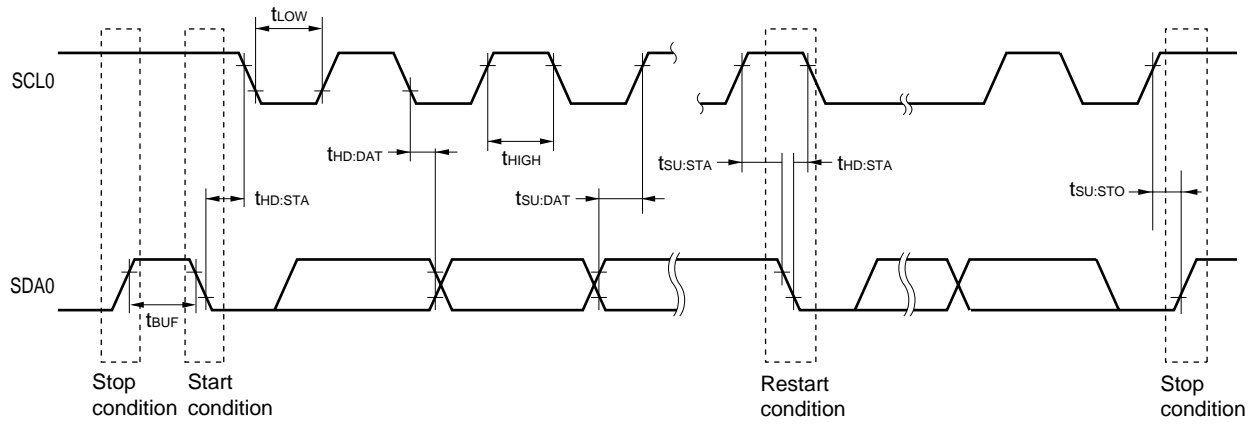 tLOW
SCL0
tHD:DAT
tHIGH
tSU:STA
tHD:STA
tHD:STA
tSU:DAT
tSU:STO
SDA0
tBUF
Stop
condition
Start
condition
Restart
condition
Stop
condition